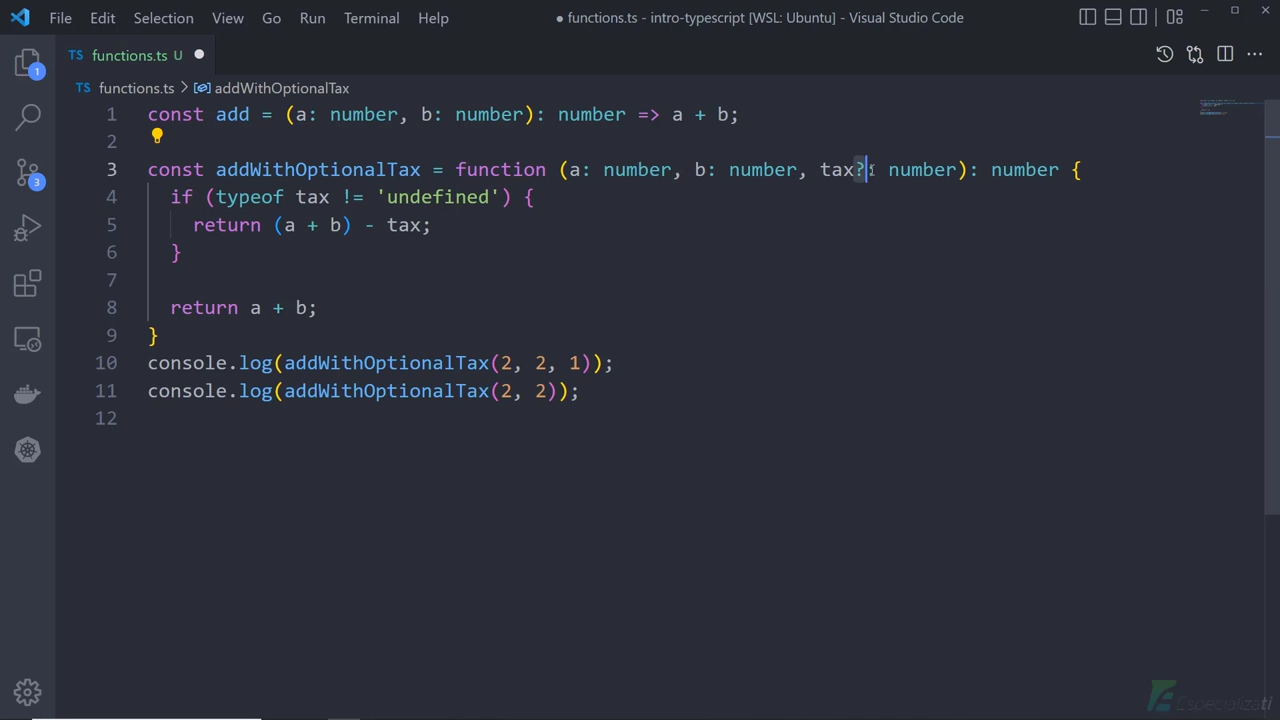 File Edit Selection View Go Run Terminal Help ● functions.ts - intro-typescript [WSL: Ubuntu] - Visual Studio Code
TS functions.ts U ●
TS functions.ts > addWithOptionalTax
1 const add = (a: number, b: number): number => a + b;
2
3 const addWithOptionalTax = function (a: number, b: number, tax?: number): number {
4 if (typeof tax != 'undefined') {
5 return (a + b) - tax;
6 }
7
8 return a + b;
9 }
10 console.log(addWithOptionalTax(2, 2, 1));
11 console.log(addWithOptionalTax(2, 2));
12
1
3
EspecializaTi